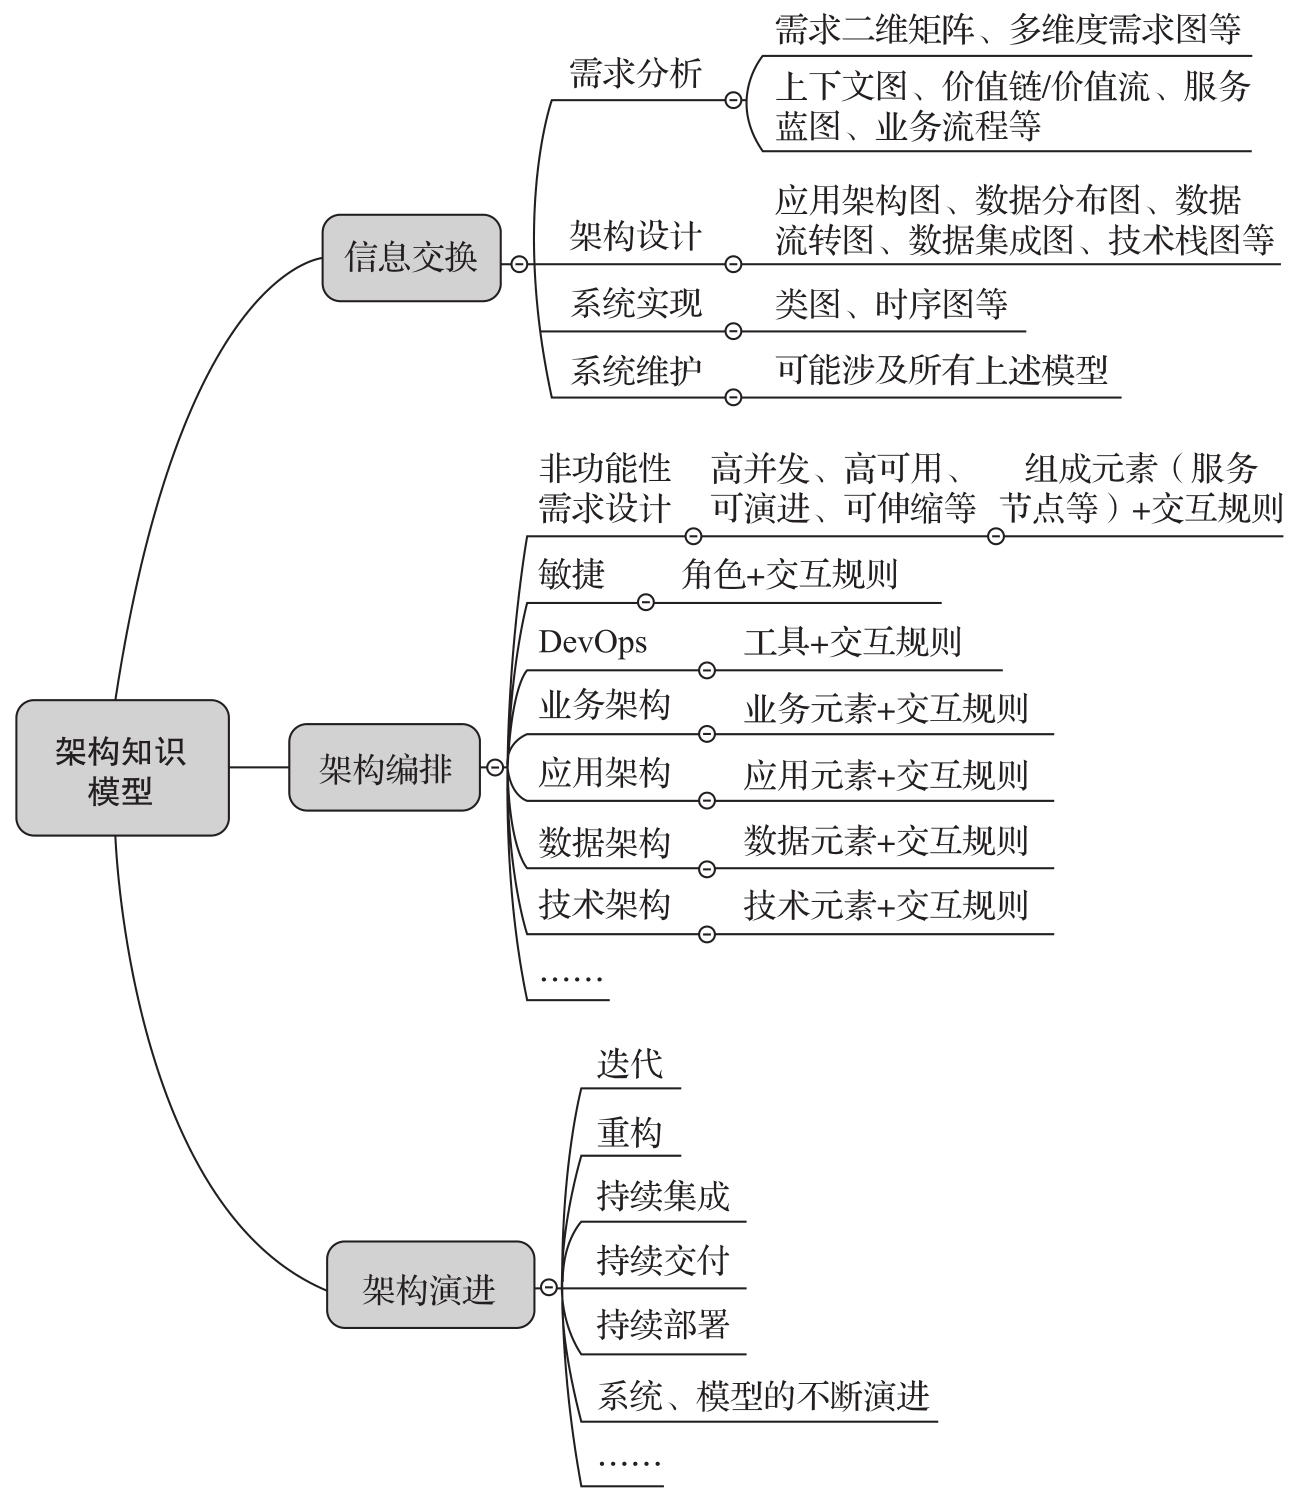 架构知识
模型
信息交换
需求分析
需求二维矩阵、多维度需求图等
上下文图、价值链/价值流、服务
蓝图、业务流程等
架构设计
应用架构图、数据分布图、数据
流转图、数据集成图、技术栈图等
系统实现
类图、时序图等
系统维护
可能涉及所有上述模型
架构编排
非功能性
需求设计
高并发、高可用、
可演进、可伸缩等
组成元素（服务
节点等）+交互规则
敏捷
角色+交互规则
DevOps
工具+交互规则
业务架构
业务元素+交互规则
应用架构
应用元素+交互规则
数据架构
数据元素+交互规则
技术架构
技术元素+交互规则
……
架构演进
迭代
重构
持续集成
持续交付
持续部署
系统、模型的不断演进
……